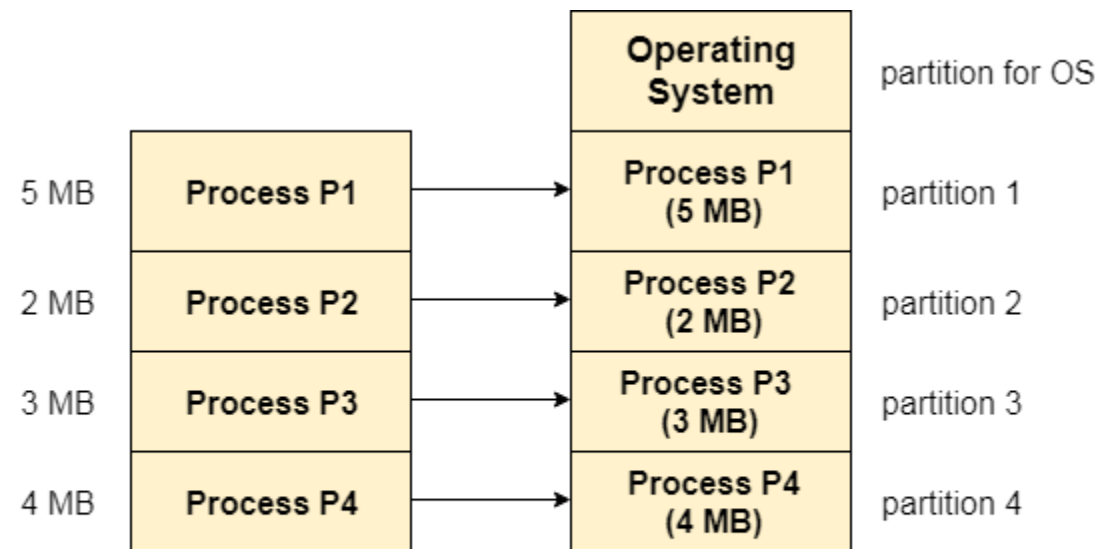 Operating
System
partition for OS
5 MB
Process P1
Process P1
(5 MB)
partition 1
2 MB
Process P2
Process P2
(2 MB)
partition 2
3 MB
Process P3
Process P3
(3 MB)
partition 3
4 MB
Process P4
Process P4
(4 MB)
partition 4